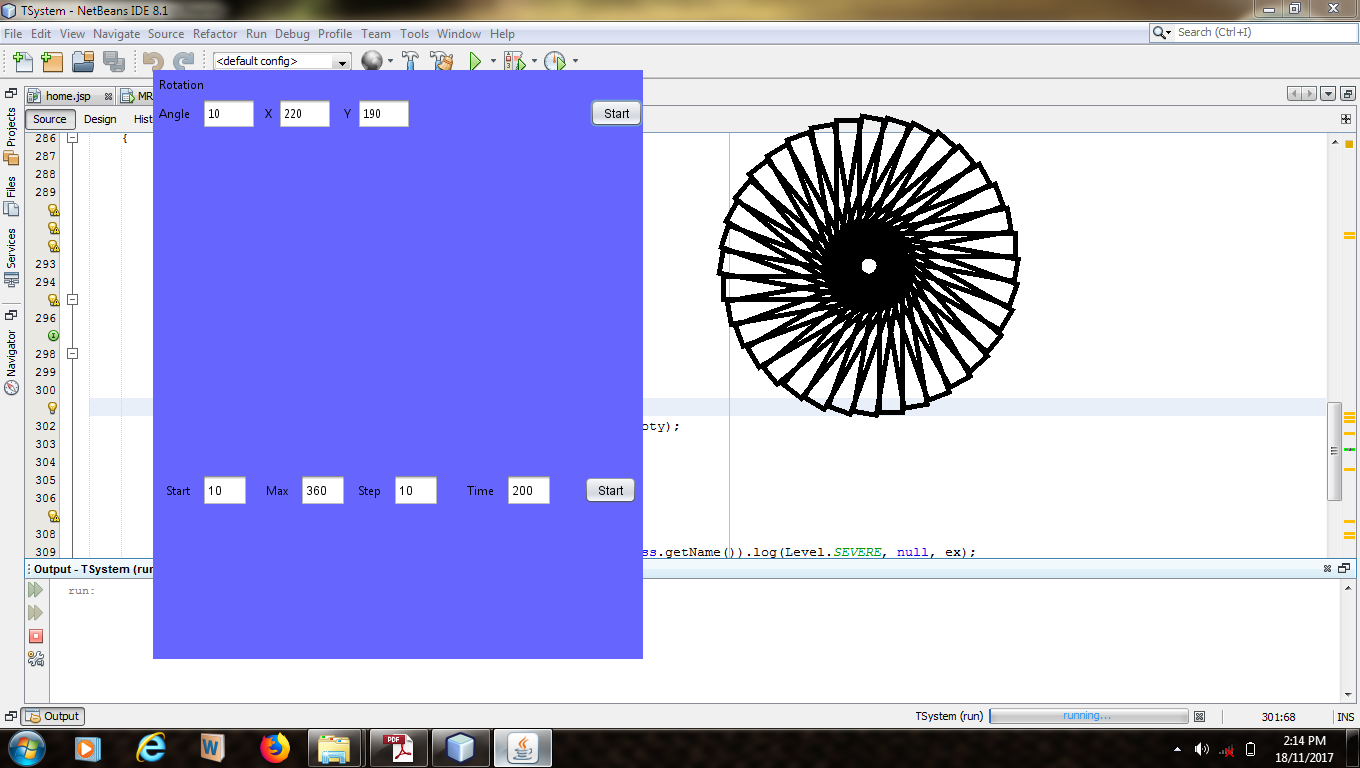 TSystem - NetBeans IDE 8.1
File Edit View Navigate Source Refactor Run Debug Profile Team Tools Window Help
Search (Ctrl+I)
<default config>
home.jsp
MR
Source Design Hist
Projects
Files
Services
Navigator
Rotation
Angle 10 X 220 Y 190 Start
286 {
287
288
289
293
294
296
298
299
300
302 oty);
303
304
305
306
308
309 ss.getName()).log(Level.SEVERE, null, ex);
Start 10 Max 360 Step 10 Time 200 Start
Output - TSystem (run
run:
Output
TSystem (run) running... 301:68 INS
W
PDF
2:14 PM
18/11/2017